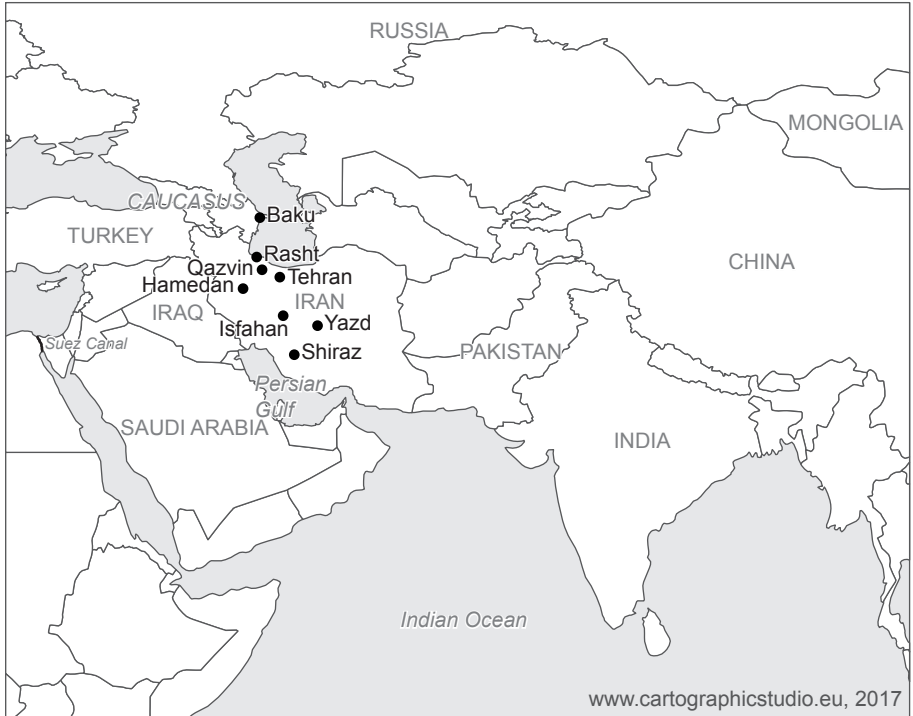 RUSSIA
MONGOLIA
CAUCASUS
Baku
TURKEY
Rasht
Qazvin
Tehran
CHINA
Hamedan
IRAN
IRAQ
Isfahan
Yazd
Suez Canal
Shiraz
PAKISTAN
Persian
Gulf
SAUDI ARABIA
INDIA
Indian Ocean
www.cartographicstudio.eu, 2017